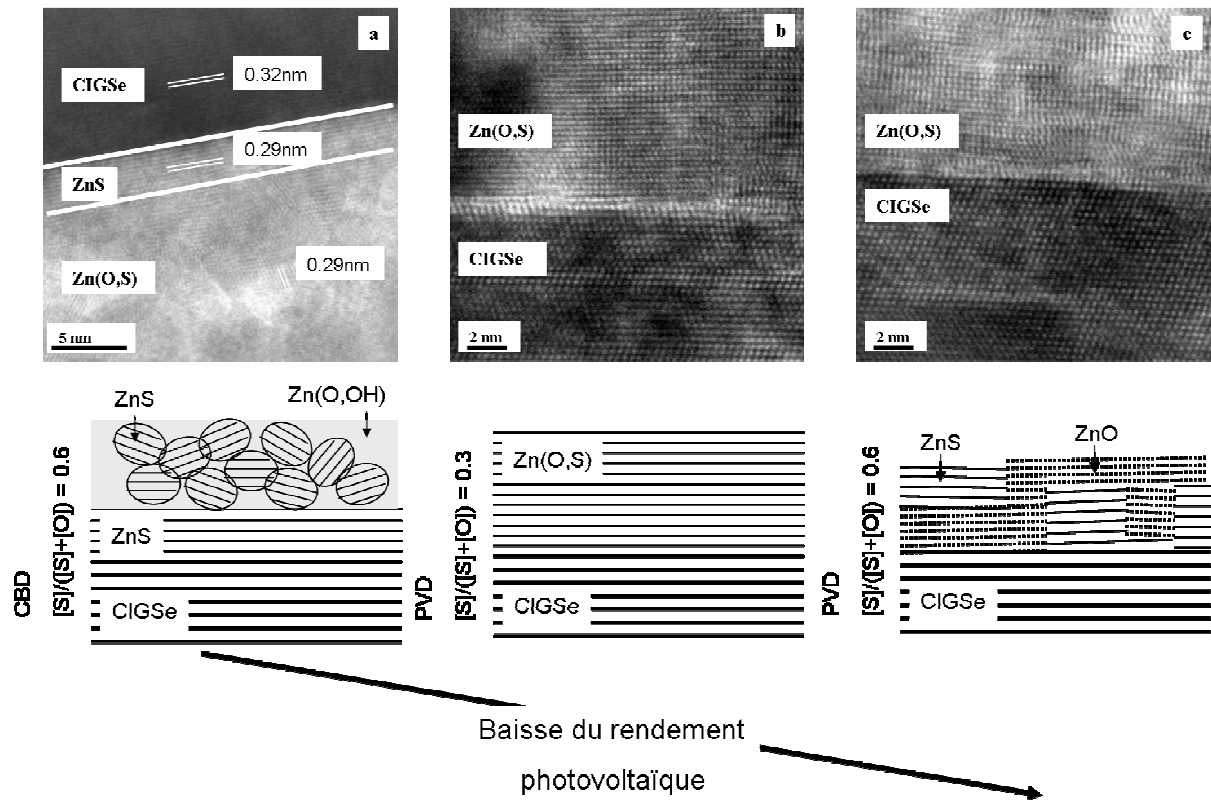 a
CIGSe
0.32nm
0.29nm
ZnS
0.29nm
Zn(O,S)
5 nm
b
Zn(O,S)
CIGSe
2 nm
c
Zn(O,S)
CIGSe
2 nm
CBD
[S]/([S]+[O]) = 0.6
ZnS
Zn(O,OH)
ZnS
CIGSe
PVD
[S]/([S]+[O]) = 0.3
Zn(O,S)
CIGSe
PVD
[S]/([S]+[O]) = 0.6
ZnS
ZnO
CIGSe
Baisse du rendement
photovoltaïque